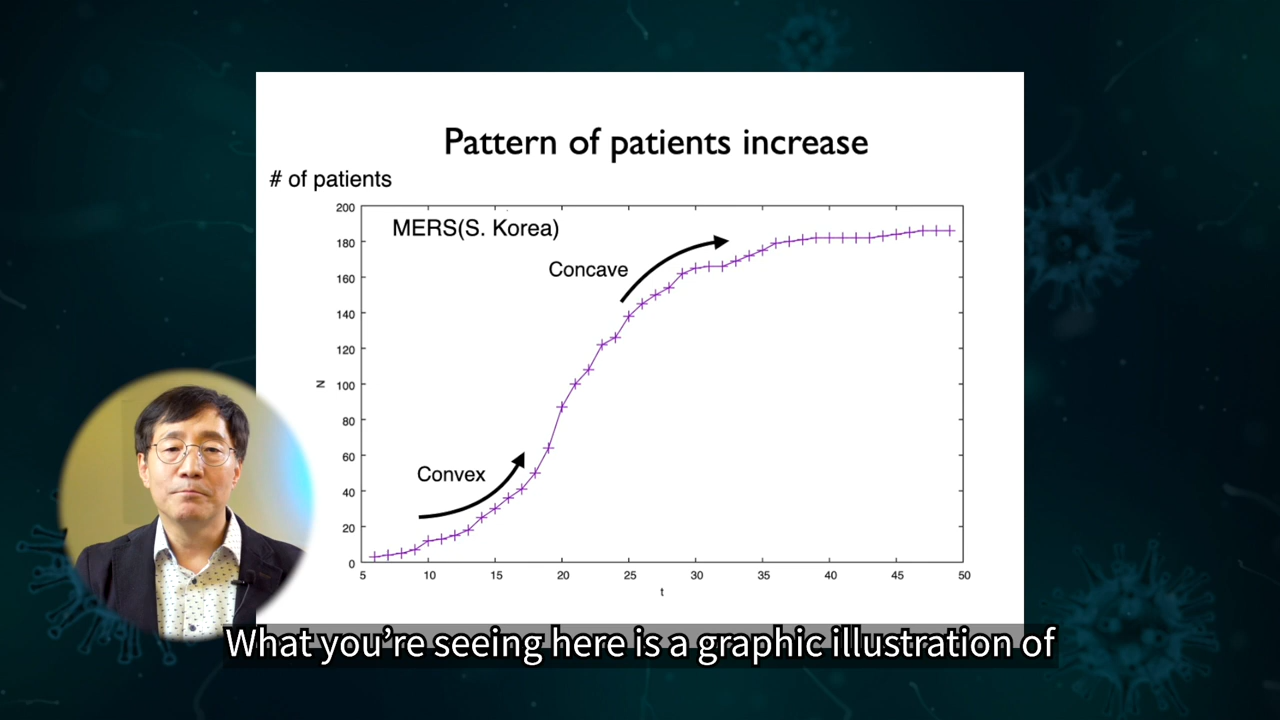 Pattern of patients increase
# of patients
MERS(S. Korea)
Concave
Convex
200
180
160
140
120
100
80
60
40
20
0
N
5 10 15 20 25 30 35 40 45 50
t
What you're seeing here is a graphic illustration of